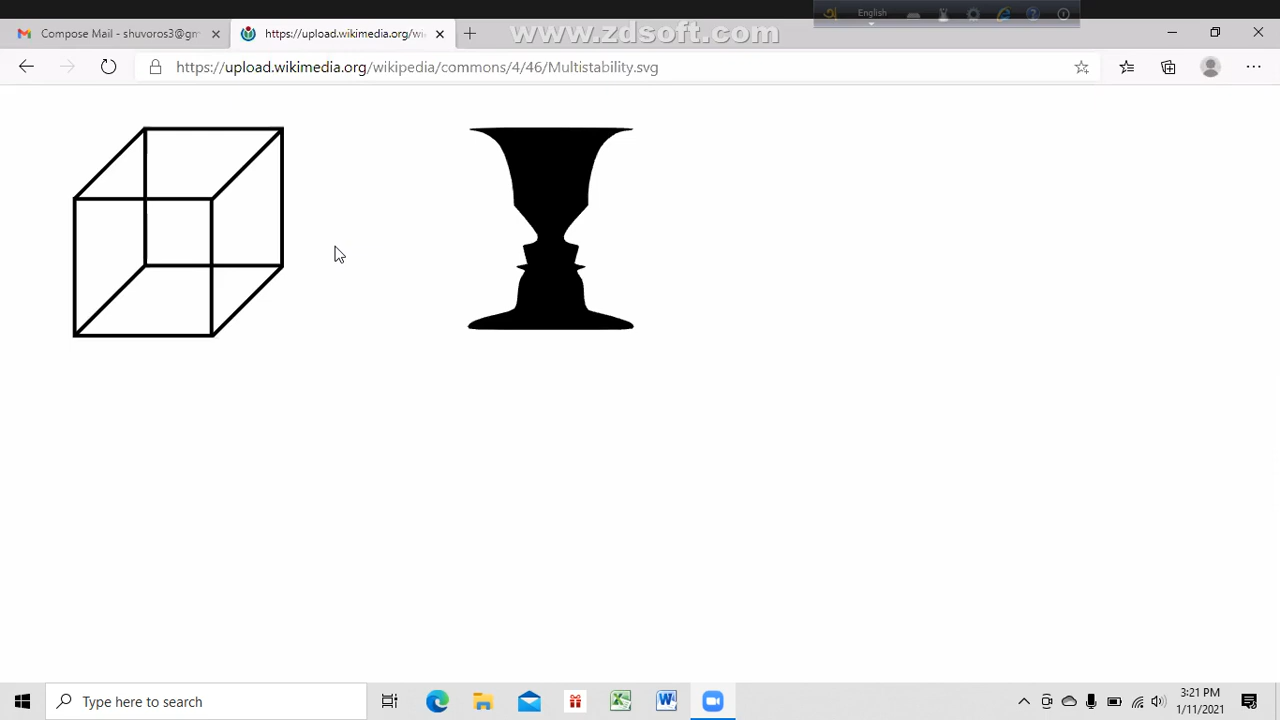 English
www.zdsoft.com
Compose Mail - shuvoros3@gm
https://upload.wikimedia.org/wi
https://upload.wikimedia.org/wikipedia/commons/4/46/Multistability.svg
Type here to search
3:21 PM
1/11/2021